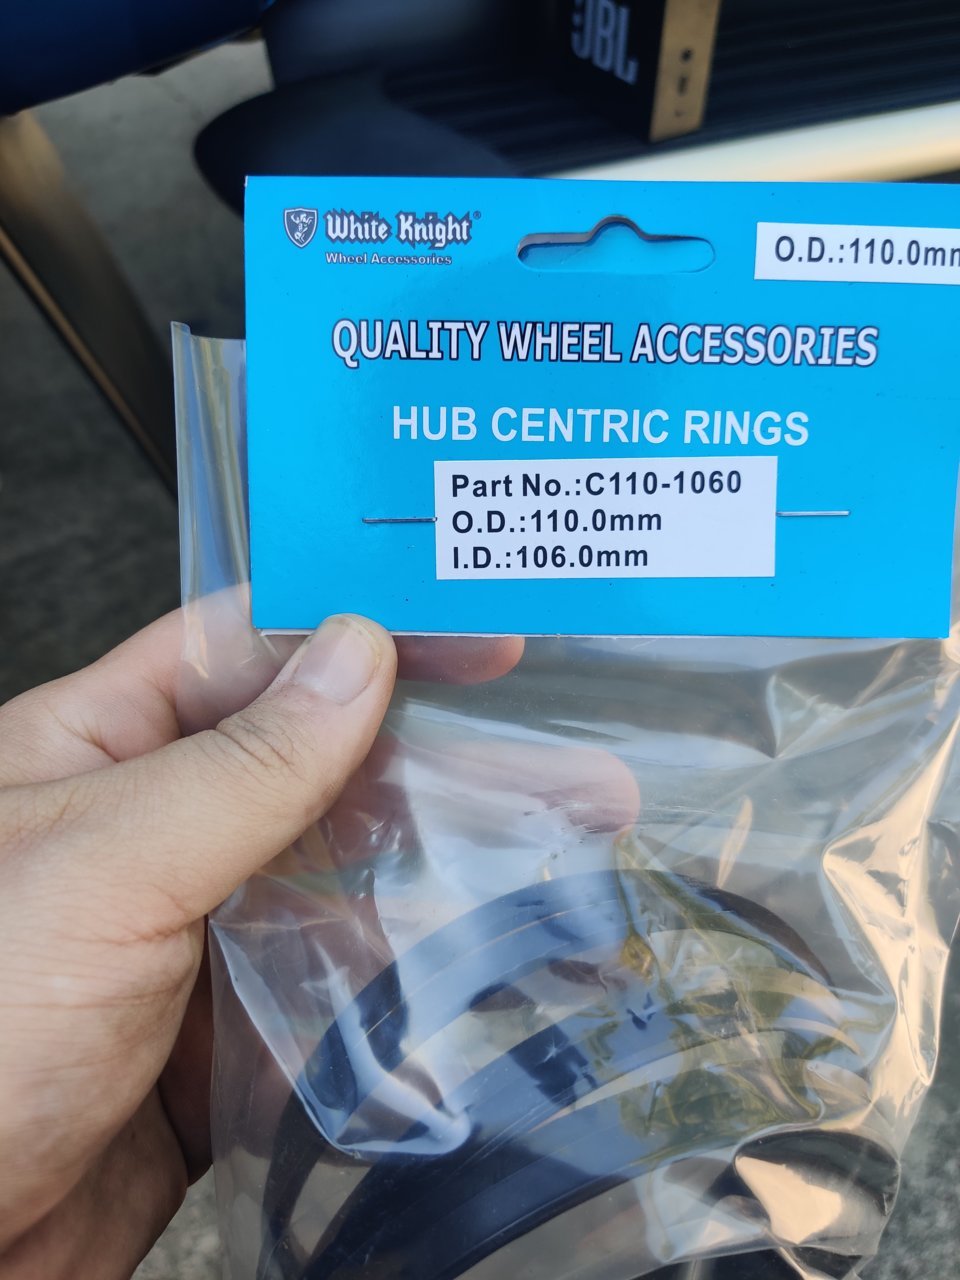 JBL
White Knight®
Wheel Accessories
O.D.:110.0mm
QUALITY WHEEL ACCESSORIES
HUB CENTRIC RINGS
Part No.:C110-1060
O.D.:110.0mm
I.D.:106.0mm